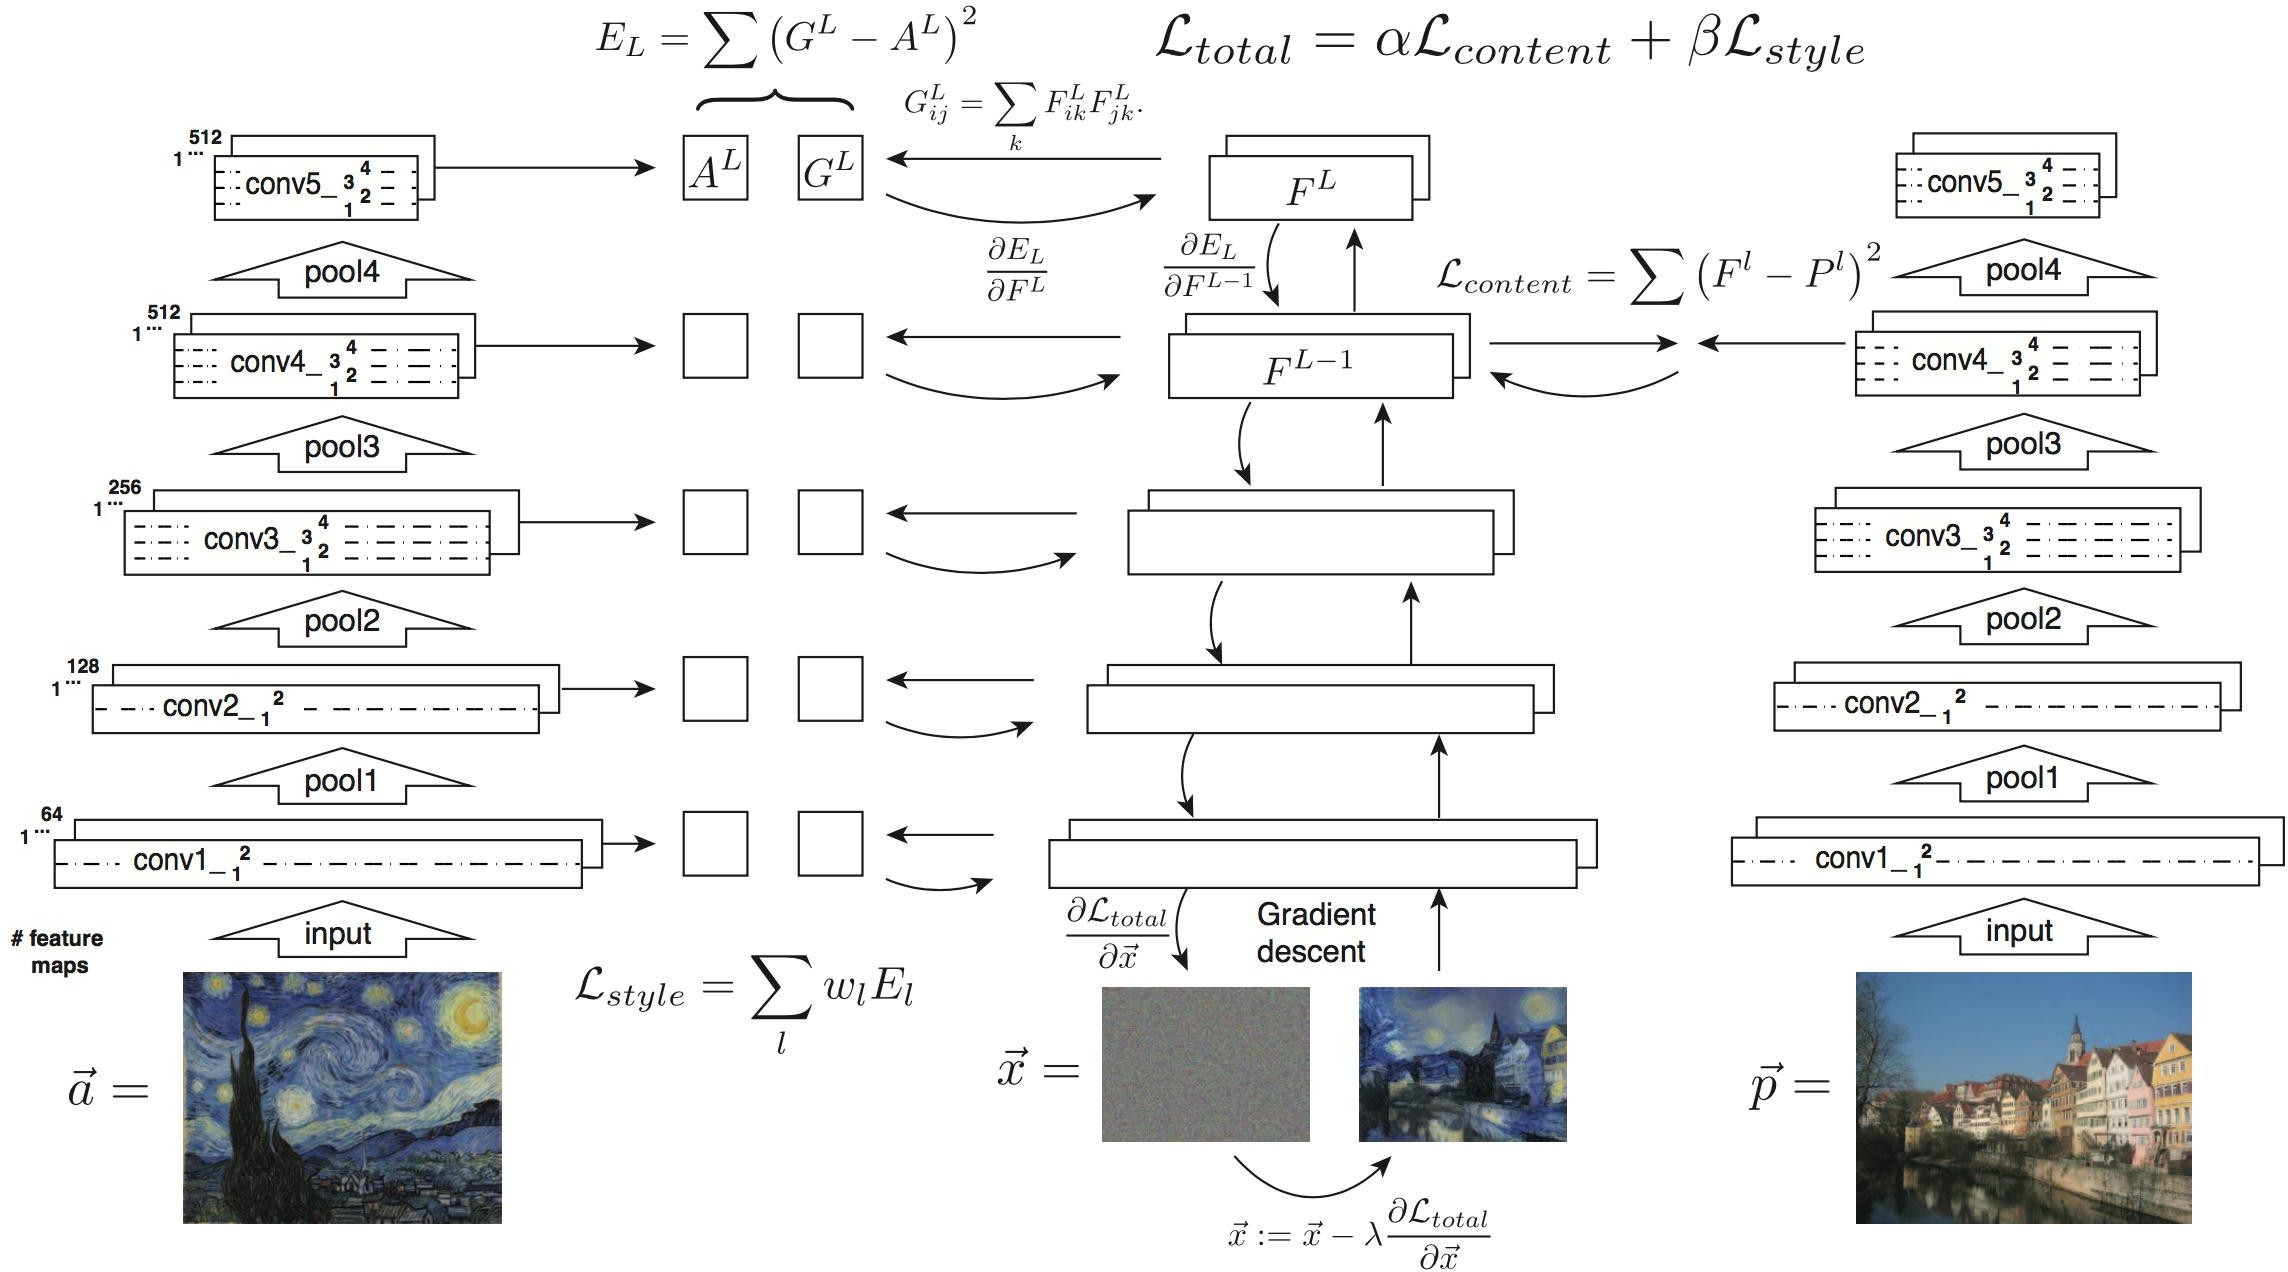 E_L = ∑ (G^L − A^L)^2
ℒ_total = αℒ_content + βℒ_style
G^L_ij = ∑_k F^L_ik F^L_jk.
1 ... 512
conv5_ 1 2 3 4
A^L
G^L
F^L
conv5_ 1 2 3 4
∂E_L / ∂F^L
∂E_L / ∂F^{L−1}
ℒ_content = ∑ (F^l − P^l)^2
pool4
pool4
1 ... 512
conv4_ 1 2 3 4
F^{L−1}
conv4_ 1 2 3 4
pool3
pool3
1 ... 256
conv3_ 1 2 3 4
conv3_ 1 2 3 4
pool2
pool2
1 ... 128
conv2_ 1 2
conv2_ 1 2
pool1
pool1
1 ... 64
conv1_ 1 2
conv1_ 1 2
# feature
maps
input
∂ℒ_total / ∂x⃗
Gradient
descent
input
ℒ_style = ∑_l w_l E_l
a⃗ =
x⃗ =
p⃗ =
x⃗ := x⃗ − λ ∂ℒ_total / ∂x⃗